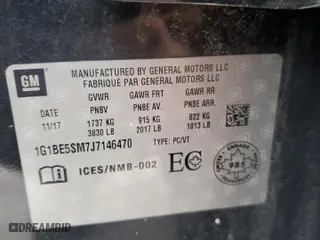 GM
MANUFACTURED BY GENERAL MOTORS LLC
FABRIQUÉ PAR GENERAL MOTORS LLC
GVWR GAWR FRT GAWR RR
PNBV PNBE AV. PNBE ARR.
11/17 1737 KG 915 KG 822 KG
3830 LB 2017 LB 1813 LB
1G1BE5SM7J7146470 TYPE: PC/VT
ICES/NMB-002 EC 985